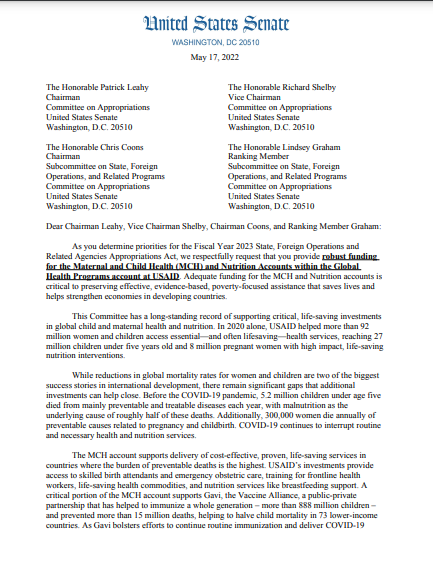 United States Senate
WASHINGTON, DC 20510
May 17, 2022
The Honorable Patrick Leahy
Chairman
Committee on Appropriations
United States Senate
Washington, D.C. 20510
The Honorable Richard Shelby
Vice Chairman
Committee on Appropriations
United States Senate
Washington, D.C. 20510
The Honorable Chris Coons
Chairman
Subcommittee on State, Foreign
Operations, and Related Programs
Committee on Appropriations
United States Senate
Washington, D.C. 20510
The Honorable Lindsey Graham
Ranking Member
Subcommittee on State, Foreign
Operations, and Related Programs
Committee on Appropriations
United States Senate
Washington, D.C. 20510
Dear Chairman Leahy, Vice Chairman Shelby, Chairman Coons, and Ranking Member Graham:
As you determine priorities for the Fiscal Year 2023 State, Foreign Operations and
Related Agencies Appropriations Act, we respectfully request that you provide robust funding
for the Maternal and Child Health (MCH) and Nutrition Accounts within the Global
Health Programs account at USAID. Adequate funding for the MCH and Nutrition accounts is
critical to preserving effective, evidence-based, poverty-focused assistance that saves lives and
helps strengthen economies in developing countries.
This Committee has a long-standing record of supporting critical, life-saving investments
in global child and maternal health and nutrition. In 2020 alone, USAID helped more than 92
million women and children access essential—and often lifesaving—health services, reaching 27
million children under five years old and 8 million pregnant women with high impact, life-saving
nutrition interventions.
While reductions in global mortality rates for women and children are two of the biggest
success stories in international development, there remain significant gaps that additional
investments can help close. Before the COVID-19 pandemic, 5.2 million children under age five
died from mainly preventable and treatable diseases each year, with malnutrition as the
underlying cause of roughly half of these deaths. Additionally, 300,000 women die annually of
preventable causes related to pregnancy and childbirth. COVID-19 continues to interrupt routine
and necessary health and nutrition services.
The MCH account supports delivery of cost-effective, proven, life-saving services in
countries where the burden of preventable deaths is the highest. USAID's investments provide
access to skilled birth attendants and emergency obstetric care, training for frontline health
workers, life-saving health commodities, and nutrition services like breastfeeding support. A
critical portion of the MCH account supports Gavi, the Vaccine Alliance, a public-private
partnership that has helped to immunize a whole generation – more than 888 million children –
and prevented more than 15 million deaths, helping to halve child mortality in 73 lower-income
countries. As Gavi bolsters efforts to continue routine immunization and deliver COVID-19